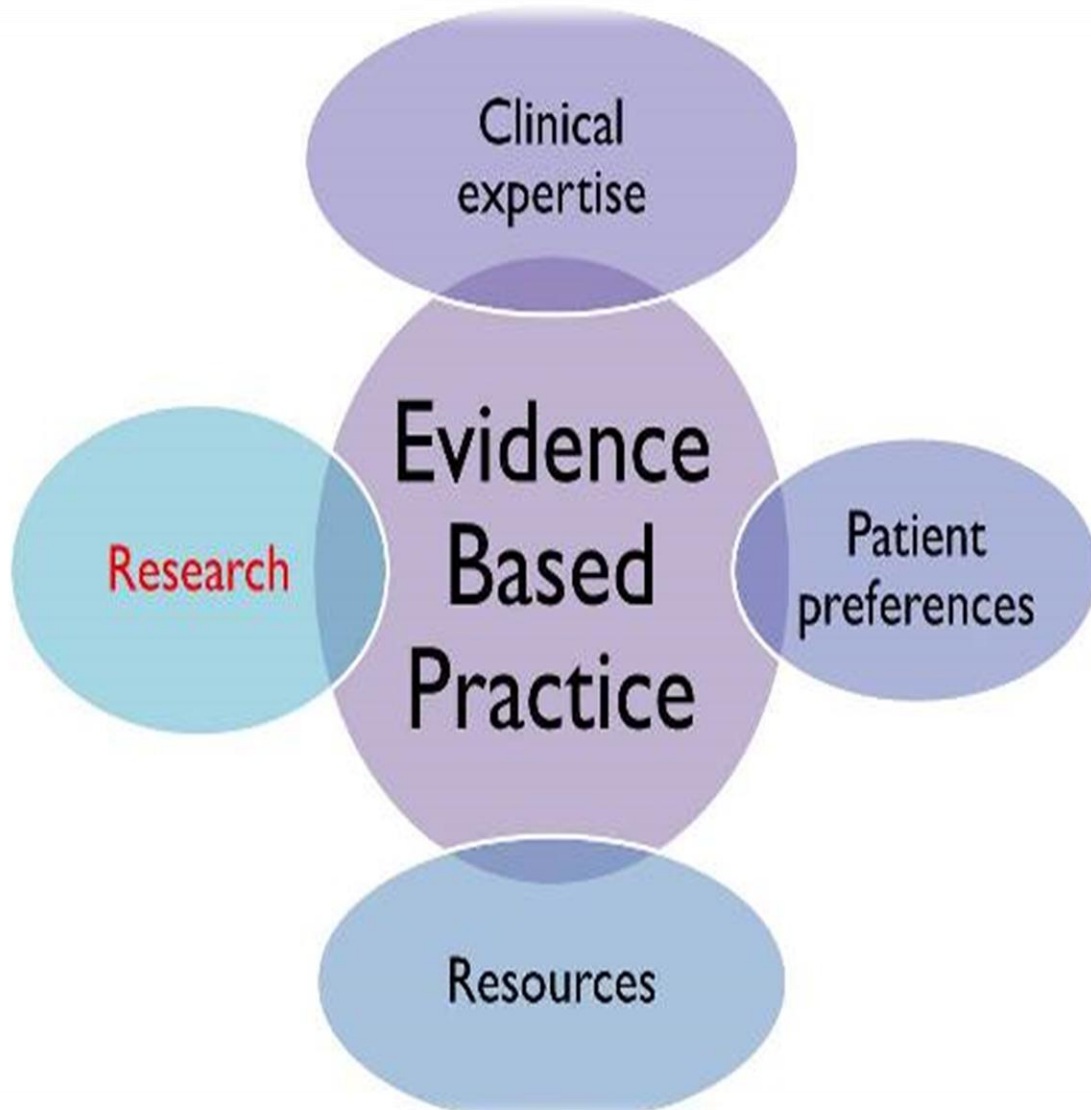 Clinical
expertise
Evidence
Based
Practice
Research
Patient
preferences
Resources